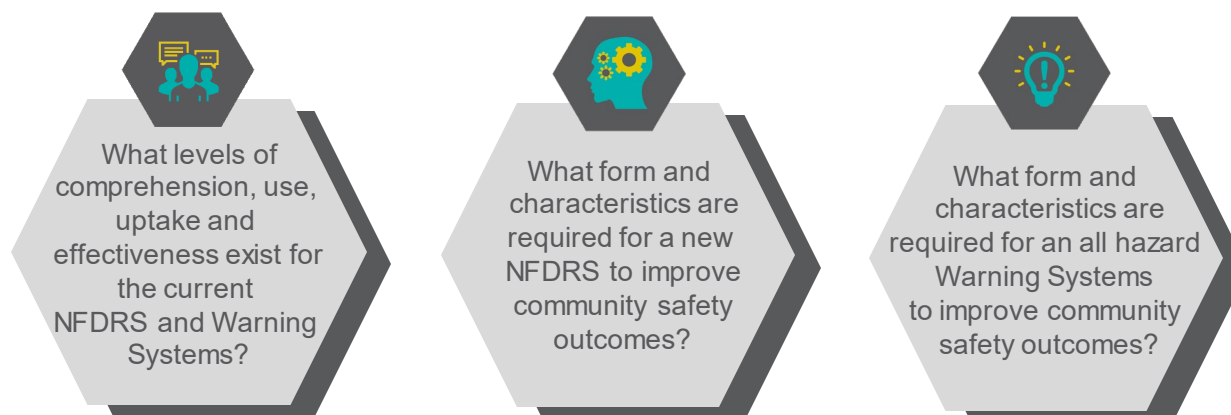 What levels of
comprehension, use,
uptake and
effectiveness exist for
the current
NFDRS and Warning
Systems?
What form and
characteristics are
required for a new
NFDRS to improve
community safety
outcomes?
What form and
characteristics are
required for an all hazard
Warning Systems
to improve community
safety outcomes?